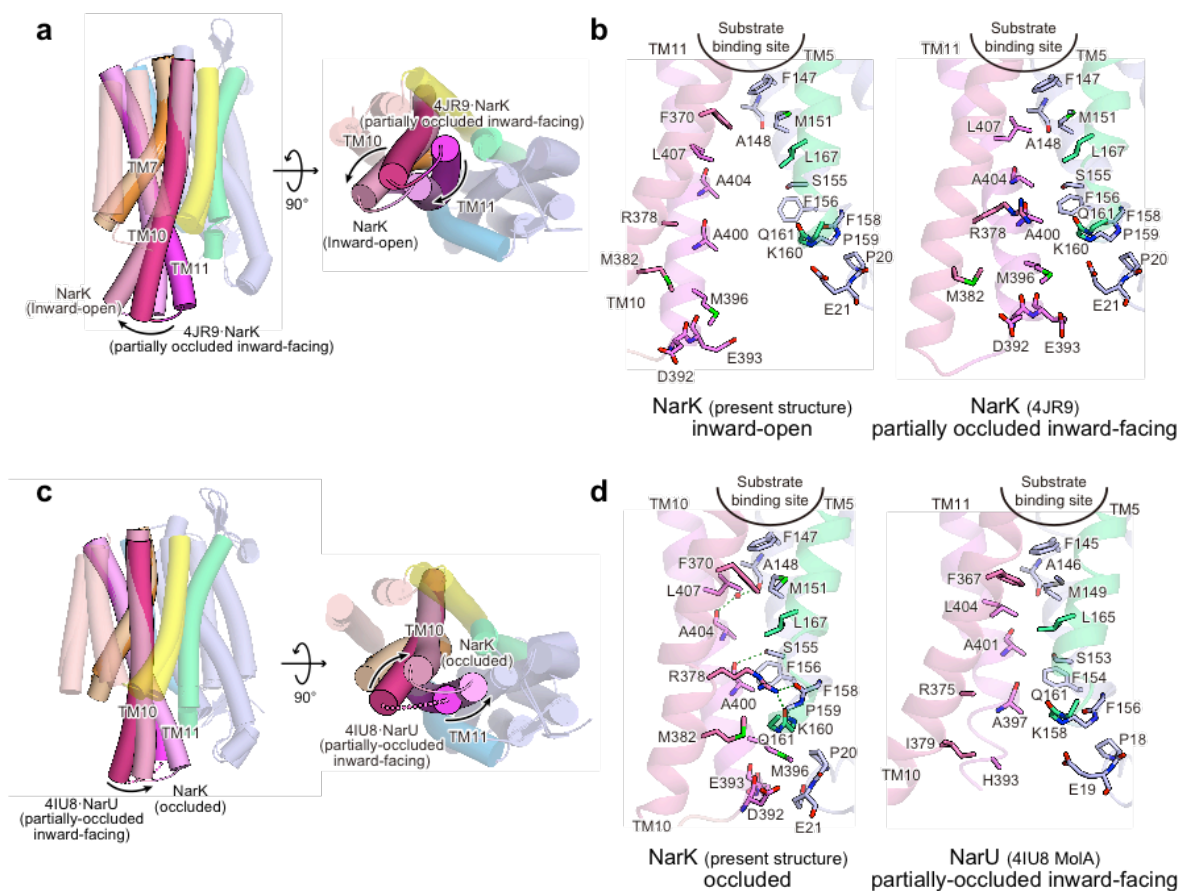 a
TM7
TM10
TM11
NarK
(Inward-open)
4JR9·NarK
(partially occluded inward-facing)
90°
4JR9·NarK
(partially occluded inward-facing)
TM10
TM11
NarK
(Inward-open)
b
Substrate
binding site
TM11
TM5
F147
F370
M151
A148
L407
L167
A404
S155
F156
R378
F158
Q161
A400
P159
K160
M382
P20
M396
TM10
E21
E393
D392
NarK (present structure)
inward-open
Substrate
binding site
TM11
TM5
F147
L407
M151
A148
L167
A404
S155
F156
Q161
F158
R378
A400
P159
K160
P20
M396
M382
E21
D392
E393
NarK (4JR9)
partially occluded inward-facing
c
TM10
TM11
4IU8·NarU
(partially-occluded
inward-facing)
NarK
(occluded)
90°
TM10
NarK
(occluded)
4IU8·NarU
(partially-occluded
inward-facing)
TM11
d
Substrate
binding site
TM10
TM5
F147
F370
A148
L407
M151
L167
A404
S155
R378
F156
F158
A400
P159
M382
K160
Q161
P20
M396
E393
D392
E21
TM10
NarK (present structure)
occluded
Substrate
binding site
TM11
TM5
F145
A146
F367
M149
L404
L165
A401
S153
F154
R375
Q161
F156
A397
K158
I379
P18
H393
TM10
E19
NarU (4IU8 MolA)
partially-occluded inward-facing